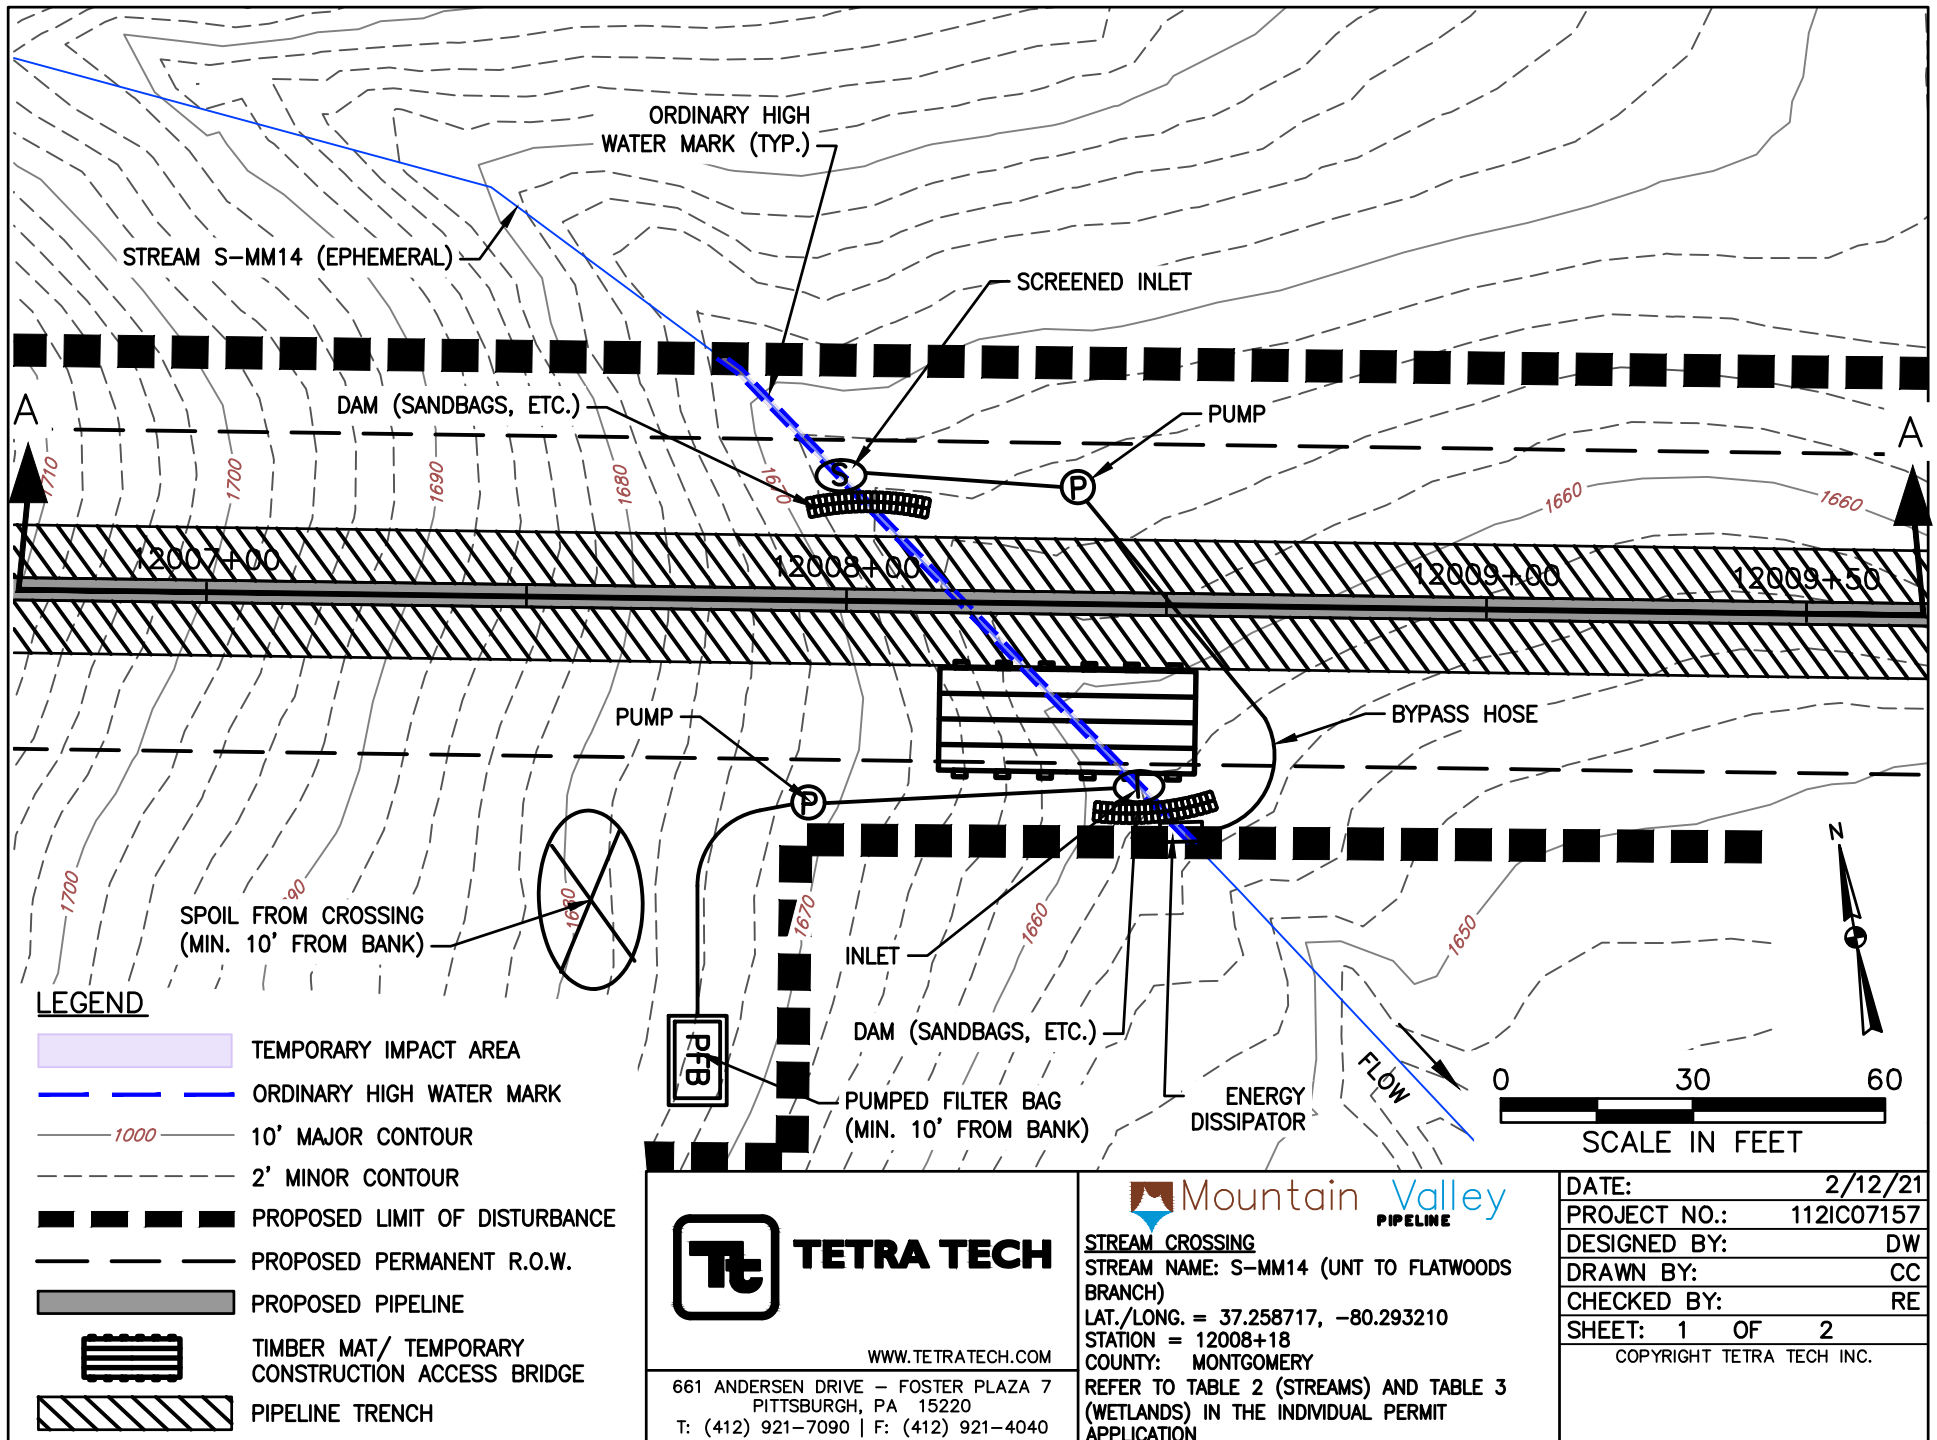 ORDINARY HIGH
WATER MARK (TYP.)
STREAM S-MM14 (EPHEMERAL)
SCREENED INLET
DAM (SANDBAGS, ETC.)
PUMP
A
A
1710
1700
1690
1680
1670
1660
1660
S
P
12007+00
12008+00
12009+00
12009+50
PUMP
BYPASS HOSE
P
I
N
1700
1680
1670
1660
1650
SPOIL FROM CROSSING
(MIN. 10' FROM BANK)
INLET
DAM (SANDBAGS, ETC.)
FLOW
PFB
PUMPED FILTER BAG
(MIN. 10' FROM BANK)
ENERGY
DISSIPATOR
0 30 60
SCALE IN FEET
LEGEND
TEMPORARY IMPACT AREA
ORDINARY HIGH WATER MARK
1000
10' MAJOR CONTOUR
2' MINOR CONTOUR
PROPOSED LIMIT OF DISTURBANCE
PROPOSED PERMANENT R.O.W.
PROPOSED PIPELINE
TIMBER MAT/ TEMPORARY
CONSTRUCTION ACCESS BRIDGE
PIPELINE TRENCH
Tt TETRA TECH
WWW.TETRATECH.COM
661 ANDERSEN DRIVE – FOSTER PLAZA 7
PITTSBURGH, PA 15220
T: (412) 921-7090 | F: (412) 921-4040
Mountain Valley
PIPELINE
STREAM CROSSING
STREAM NAME: S-MM14 (UNT TO FLATWOODS
BRANCH)
LAT./LONG. = 37.258717, -80.293210
STATION = 12008+18
COUNTY: MONTGOMERY
REFER TO TABLE 2 (STREAMS) AND TABLE 3
(WETLANDS) IN THE INDIVIDUAL PERMIT
APPLICATION
DATE: 2/12/21
PROJECT NO.: 112IC07157
DESIGNED BY: DW
DRAWN BY: CC
CHECKED BY: RE
SHEET: 1 OF 2
COPYRIGHT TETRA TECH INC.